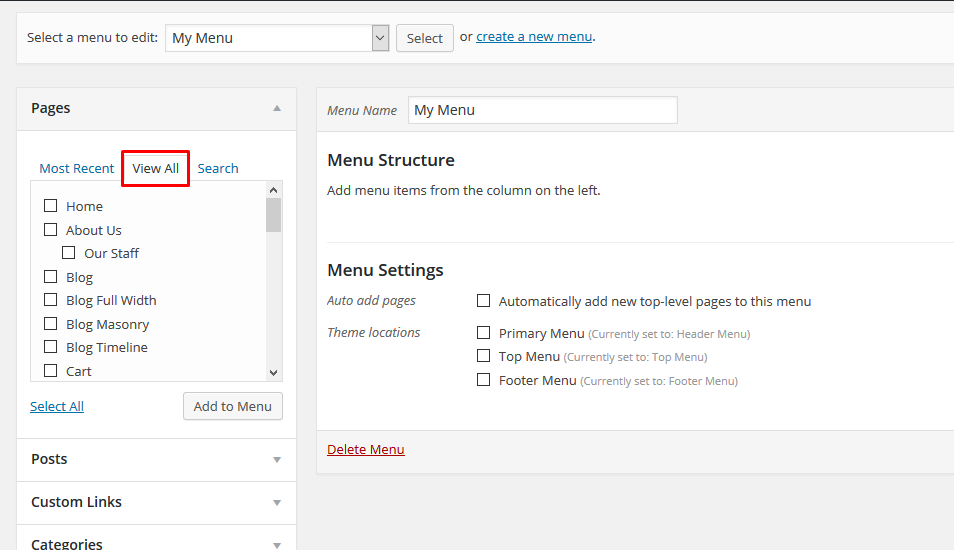 Select a menu to edit: My Menu Select or create a new menu.
Pages
Most Recent View All Search
Home
About Us
Our Staff
Blog
Blog Full Width
Blog Masonry
Blog Timeline
Cart
Select All Add to Menu
Posts
Custom Links
Categories
Menu Name My Menu
Menu Structure
Add menu items from the column on the left.
Menu Settings
Auto add pages Automatically add new top-level pages to this menu
Theme locations Primary Menu (Currently set to: Header Menu)
Top Menu (Currently set to: Top Menu)
Footer Menu (Currently set to: Footer Menu)
Delete Menu